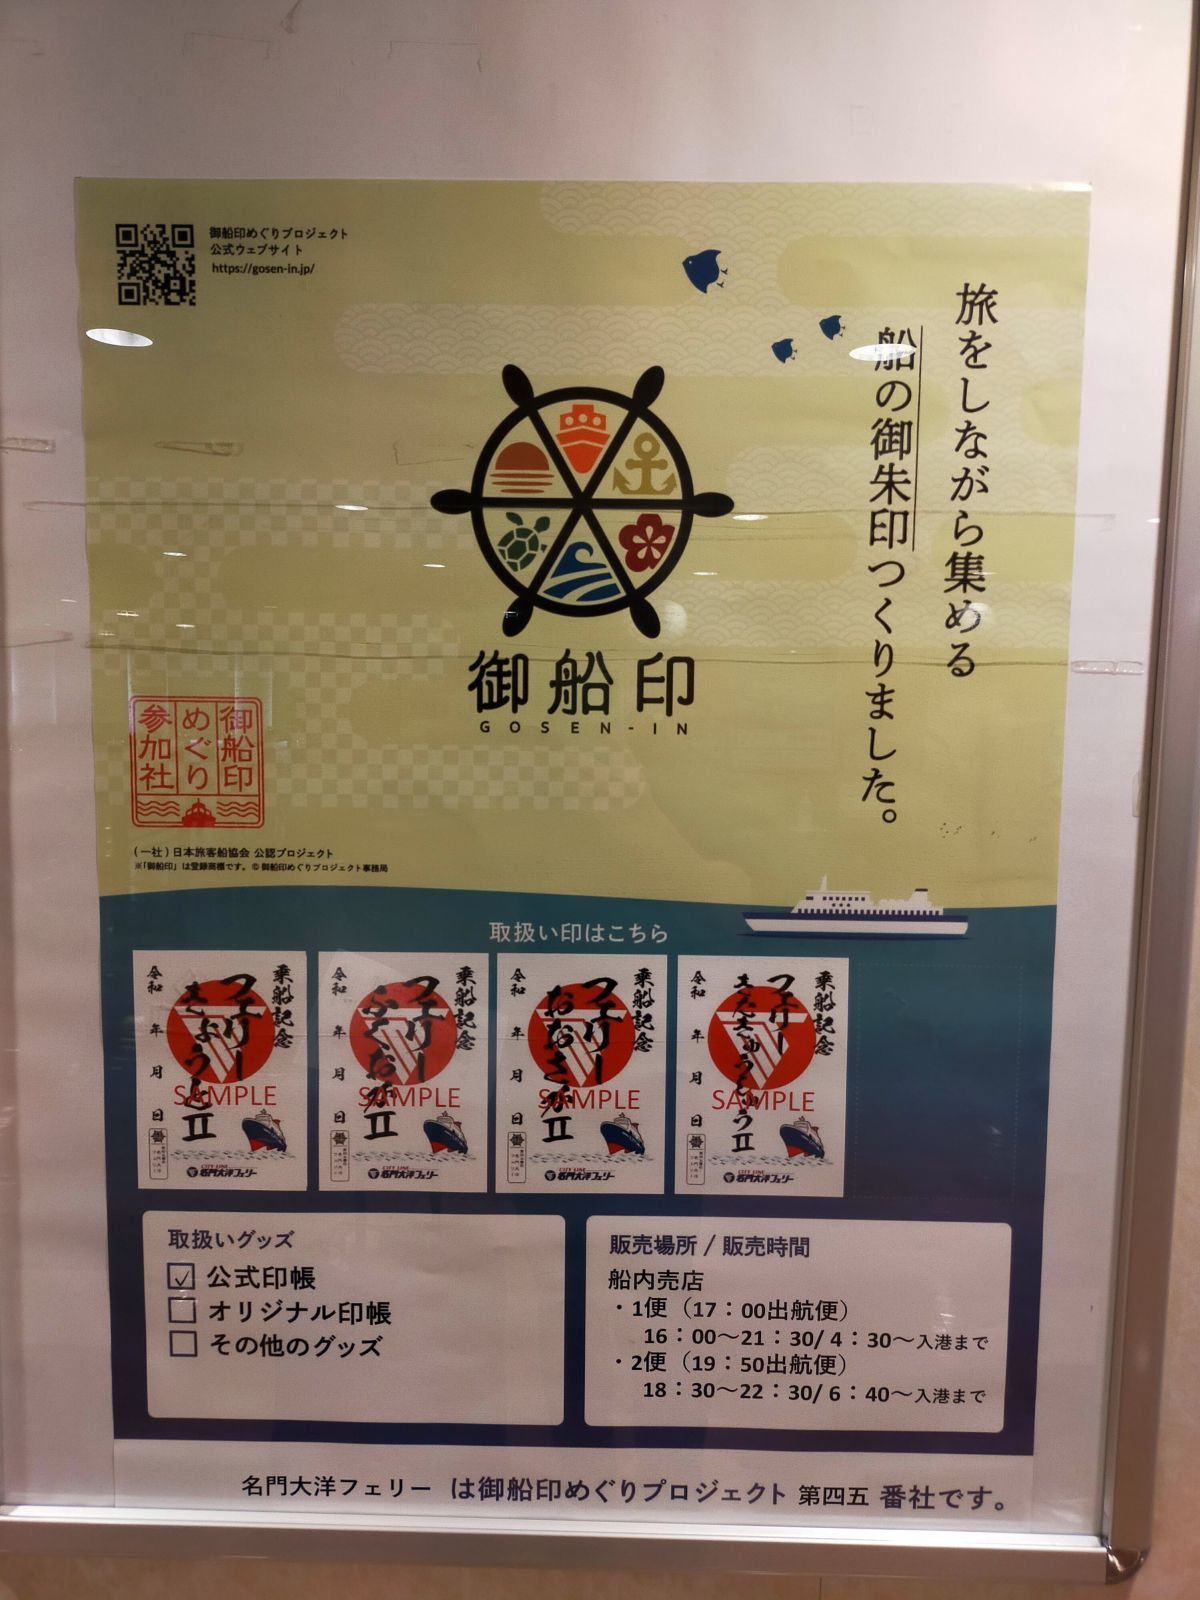 御船印めぐりプロジェクト
公式ウェブサイト
https://gosen-in.jp/
旅をしながら集める
船の御朱印つくりました。
御船印
GOSEN-IN
御船印
めぐり
参加社
(一社)日本旅客船協会 公認プロジェクト
※「御船印」は登録商標です。©御船印めぐりプロジェクト事務局
取扱い印はこちら
乗船記念
フェリー
きょうとⅡ
令和 年 月 日
SAMPLE
CITY LINE
名門大洋フェリー
乗船記念
フェリー
ふくおかⅡ
令和 年 月 日
SAMPLE
CITY LINE
名門大洋フェリー
乗船記念
フェリー
おおさかⅡ
令和 年 月 日
SAMPLE
CITY LINE
名門大洋フェリー
乗船記念
フェリー
きたきゅうしゅうⅡ
令和 年 月 日
SAMPLE
CITY LINE
名門大洋フェリー
取扱いグッズ
公式印帳
オリジナル印帳
その他のグッズ
販売場所 / 販売時間
船内売店
・1便（17：00出航便）
16：00～21：30/ 4：30～入港まで
・2便（19：50出航便）
18：30～22：30/ 6：40～入港まで
名門大洋フェリー は御船印めぐりプロジェクト 第四五 番社です。